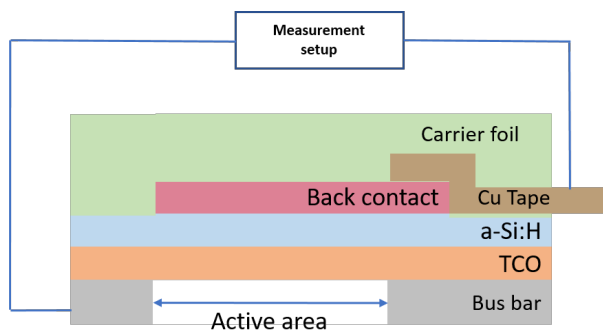 Measurement
setup
Carrier foil
Back contact
Cu Tape
a-Si:H
TCO
Bus bar
Active area